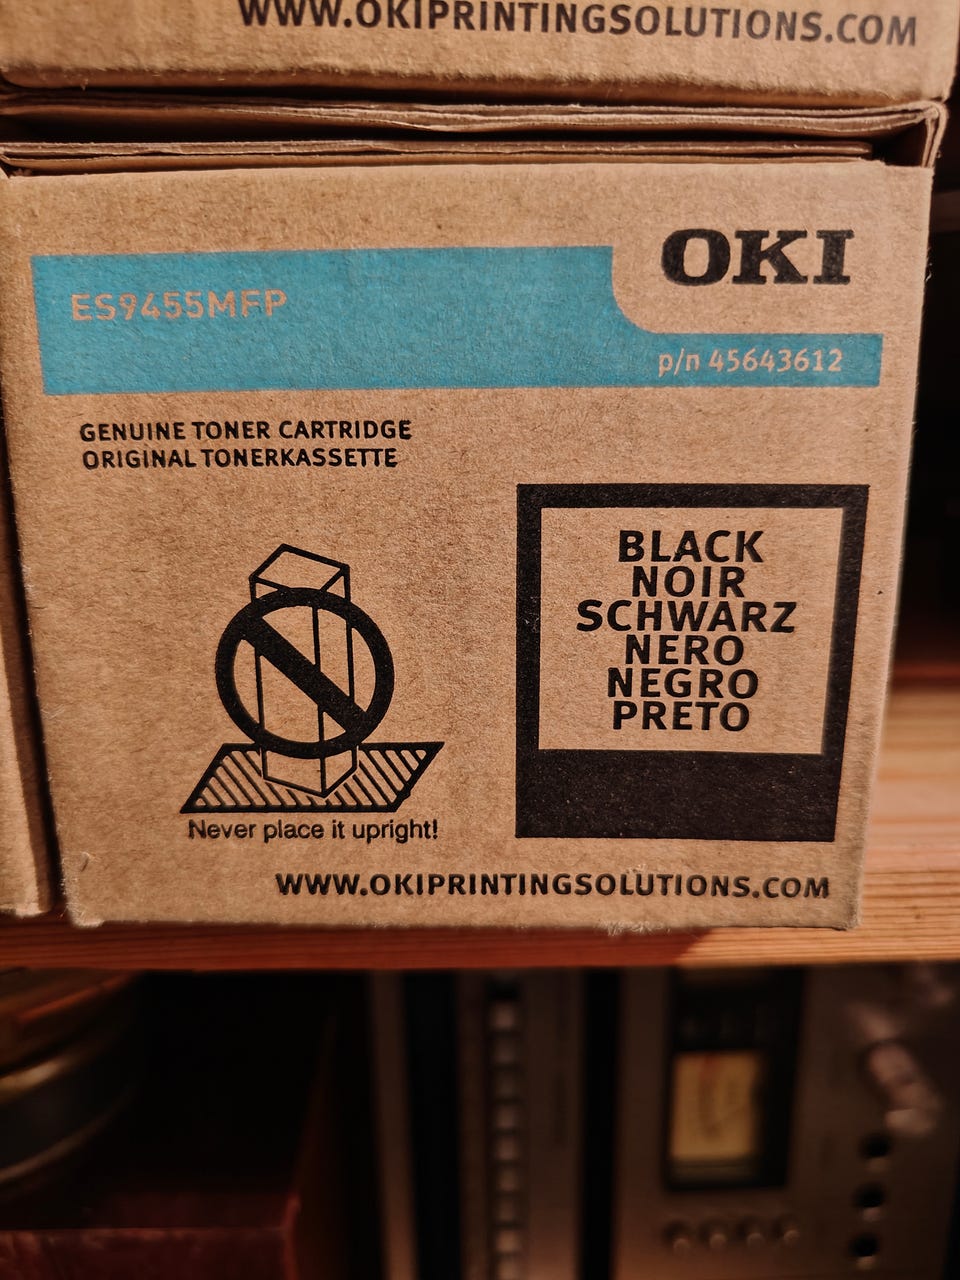 WWW.OKIPRINTINGSOLUTIONS.COM
OKI
ES9455MFP
p/n 45643612
GENUINE TONER CARTRIDGE
ORIGINAL TONERKASSETTE
BLACK
NOIR
SCHWARZ
NERO
NEGRO
PRETO
Never place it upright!
WWW.OKIPRINTINGSOLUTIONS.COM